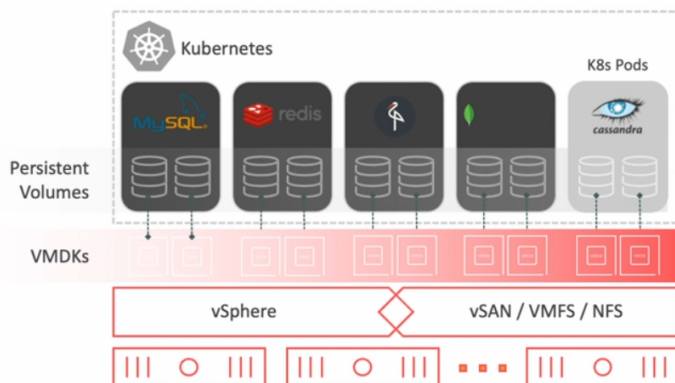 Kubernetes
K8s Pods
MySQL
redis
cassandra
Persistent
Volumes
VMDKs
vSphere
vSAN / VMFS / NFS